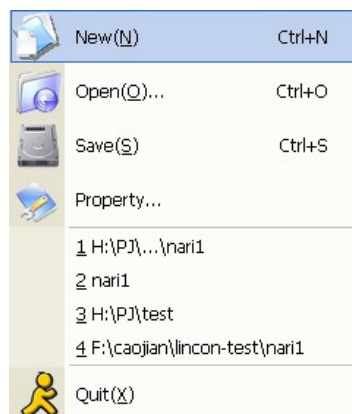 New(N) Ctrl+N
Open(O)... Ctrl+O
Save(S) Ctrl+S
Property...
1 H:\PJ\...\nari1
2 nari1
3 H:\PJ\test
4 F:\caojian\lincon-test\nari1
Quit(X)